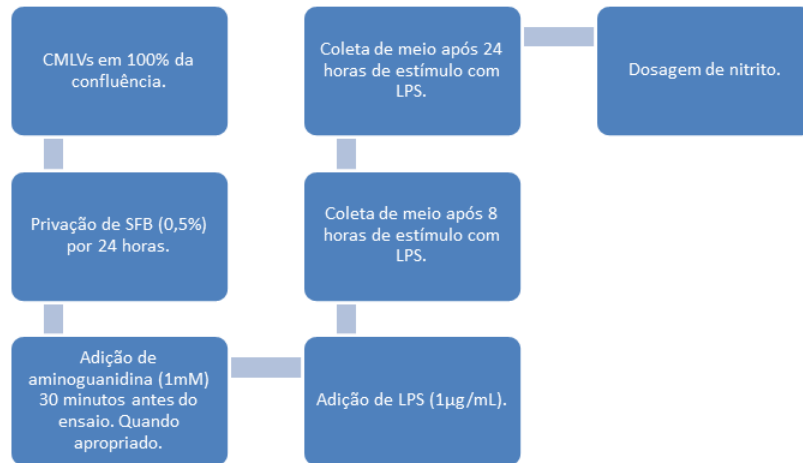 CMLVs em 100% da
confluência.
Privação de SFB (0,5%)
por 24 horas.
Adição de
aminoguanidina (1mM)
30 minutos antes do
ensaio. Quando
apropriado.
Adição de LPS (1µg/mL).
Coleta de meio após 8
horas de estímulo com
LPS.
Coleta de meio após 24
horas de estímulo com
LPS.
Dosagem de nitrito.